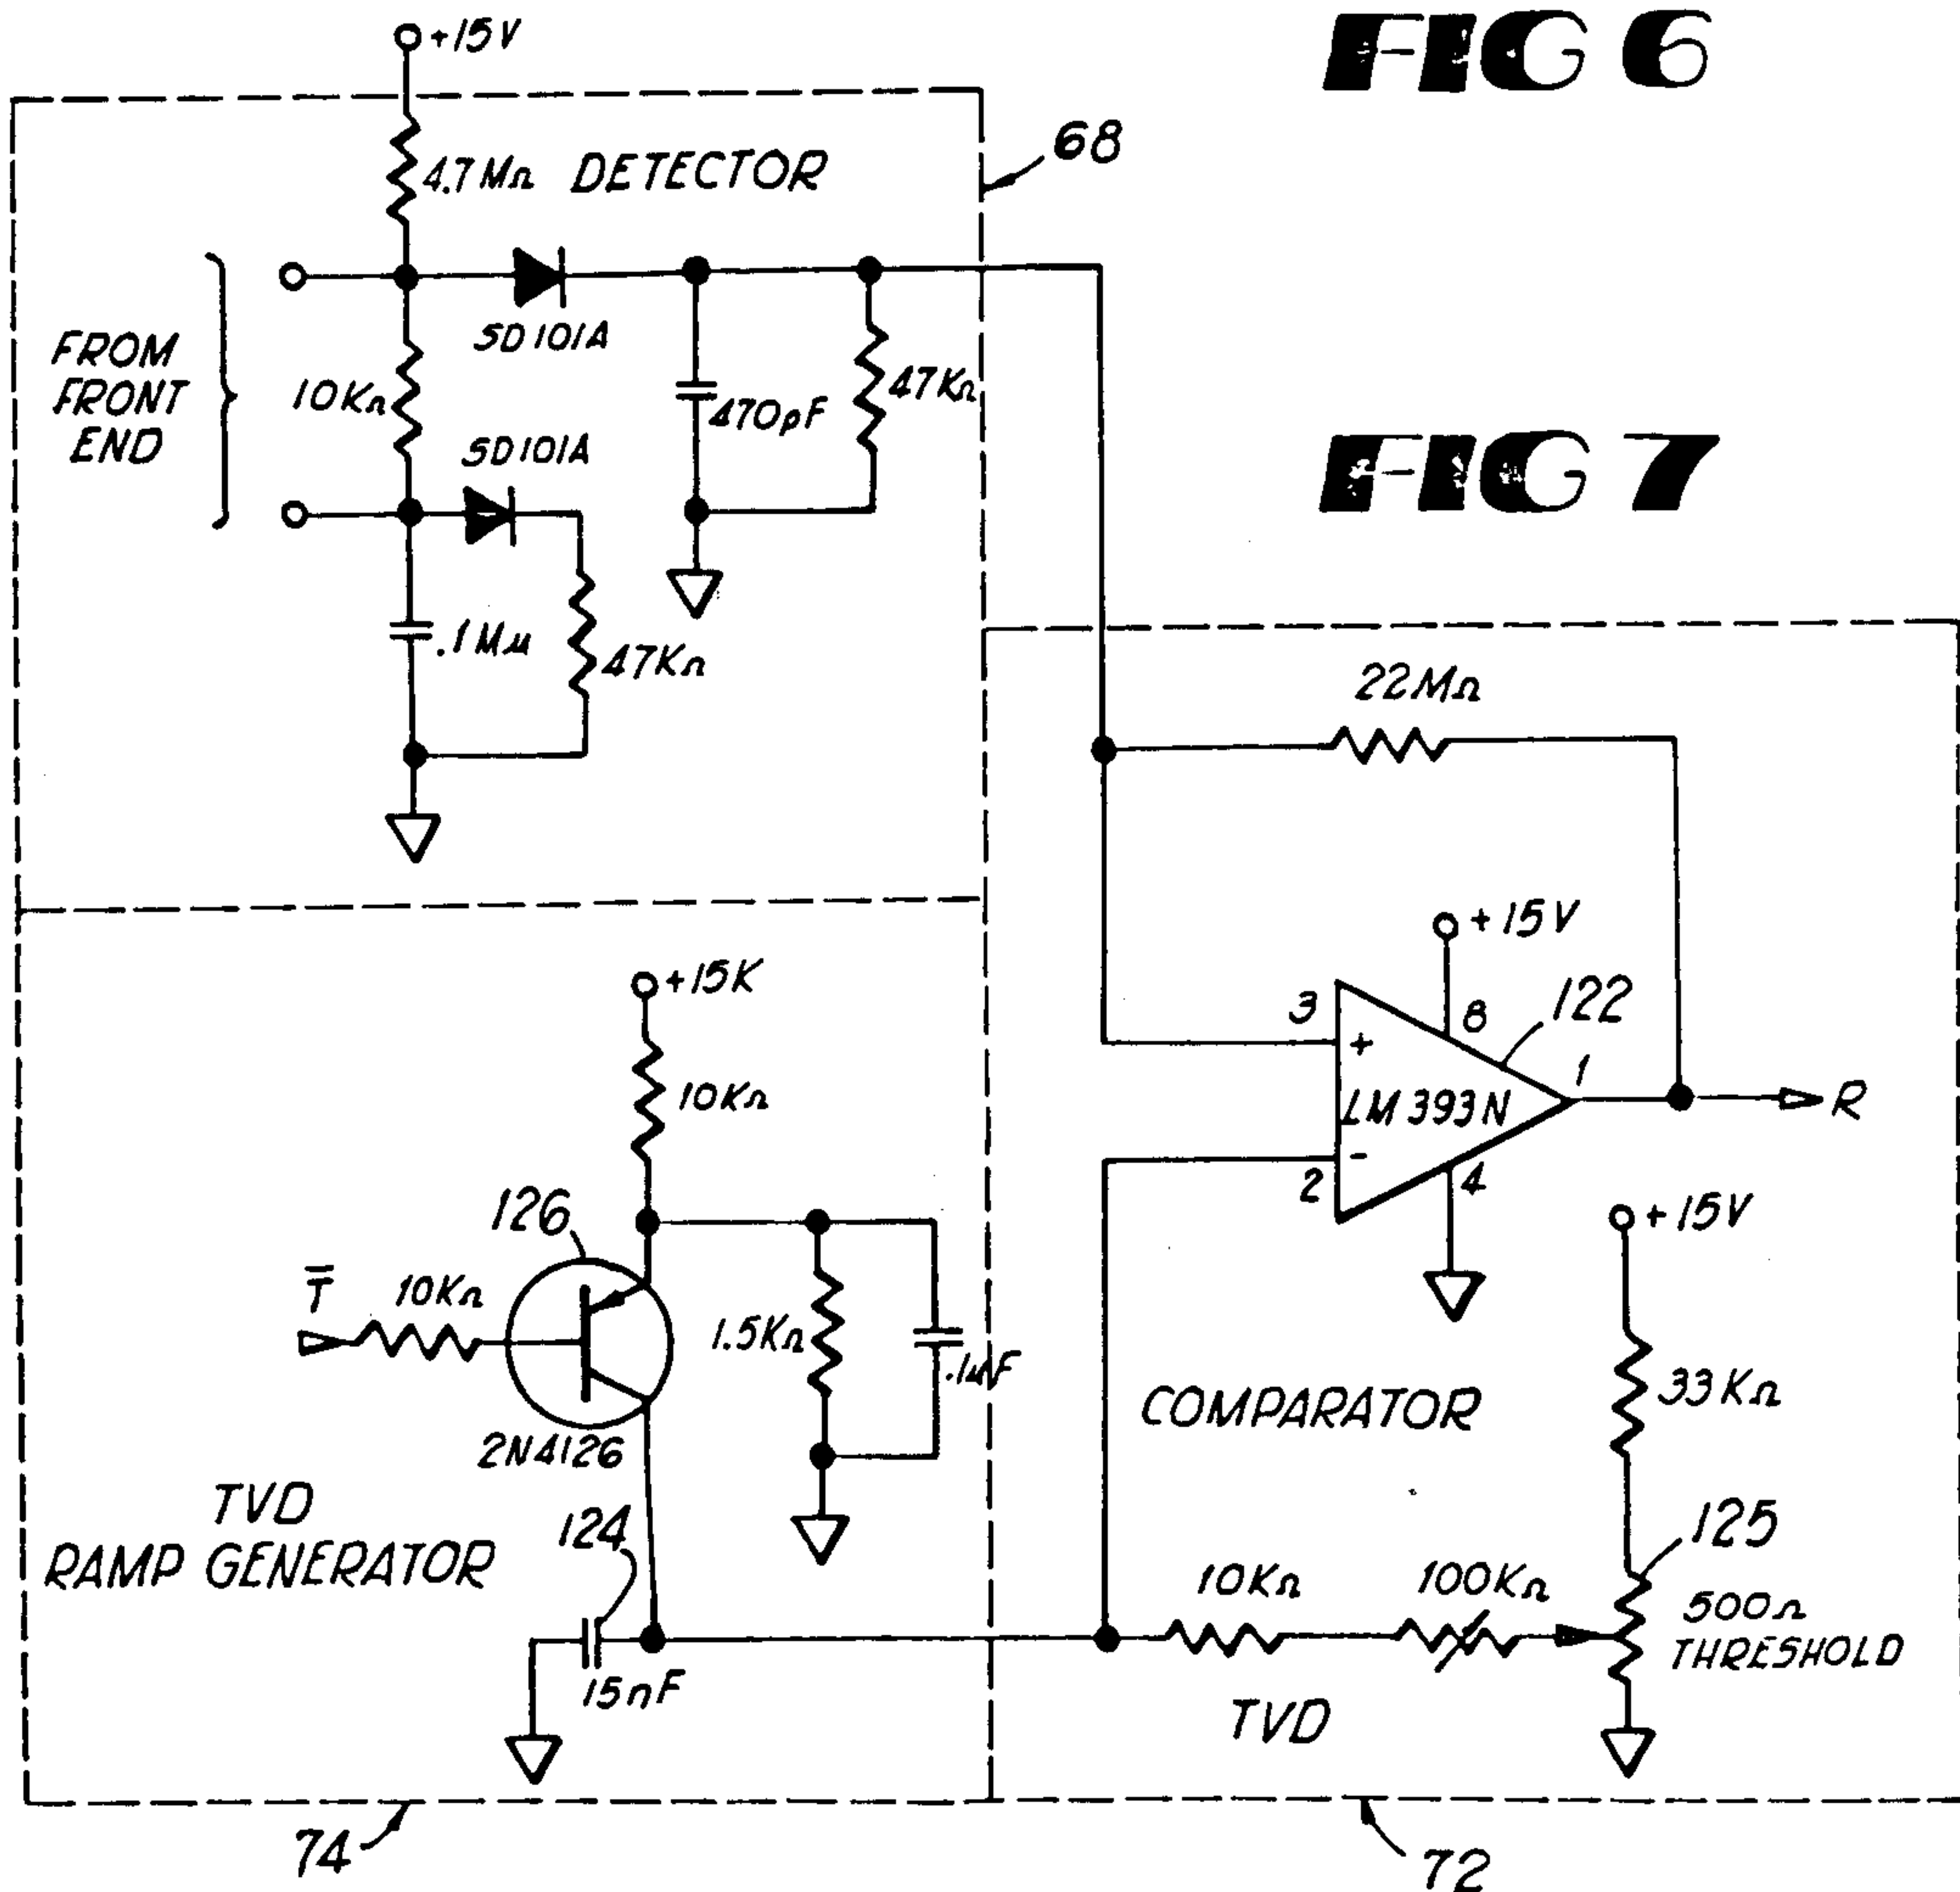 FIG 6
+15V
68
4.7MΩ DETECTOR
SD101A
FROM
FRONT
END
10KΩ
470pF
47KΩ
SD101A
FIG 7
.1Mμ
47KΩ
22MΩ
+15V
+15K
3
8
122
+
1
10KΩ
LM393N
R
-
2
4
126
+15V
T̅
10KΩ
1.5KΩ
.1μF
33KΩ
COMPARATOR
2N4126
TVD
RAMP GENERATOR
124
125
10KΩ
100KΩ
500Ω
THRESHOLD
15nF
TVD
74
72